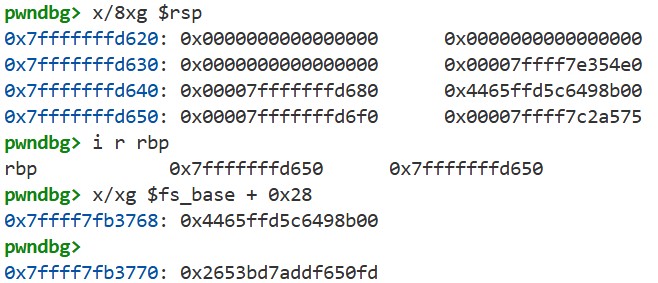 pwndbg> x/8xg $rsp
0x7fffffffd620: 0x0000000000000000 0x0000000000000000
0x7fffffffd630: 0x0000000000000000 0x00007ffff7e354e0
0x7fffffffd640: 0x00007fffffffd680 0x4465ffd5c6498b00
0x7fffffffd650: 0x00007fffffffd6f0 0x00007ffff7c2a575
pwndbg> i r rbp
rbp 0x7fffffffd650 0x7fffffffd650
pwndbg> x/xg $fs_base + 0x28
0x7ffff7fb3768: 0x4465ffd5c6498b00
pwndbg>
0x7ffff7fb3770: 0x2653bd7addf650fd